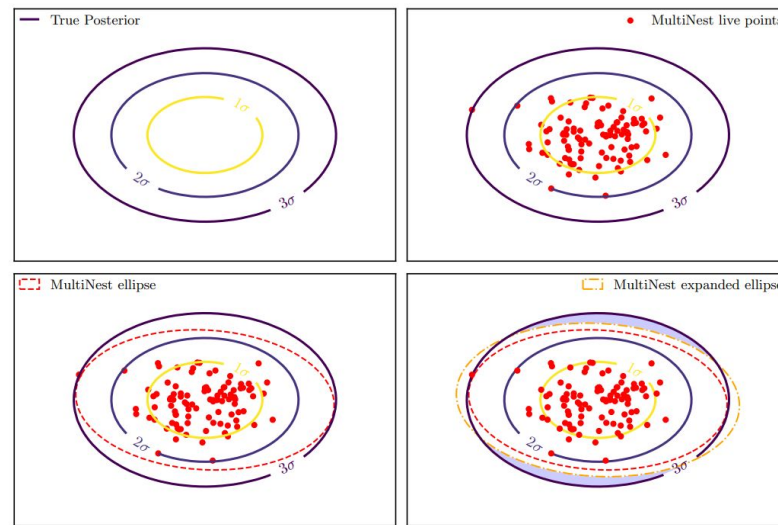 True Posterior
1σ
2σ
3σ
MultiNest live points
1σ
2σ
3σ
MultiNest ellipse
1σ
2σ
3σ
MultiNest expanded ellipse
1σ
2σ
3σ